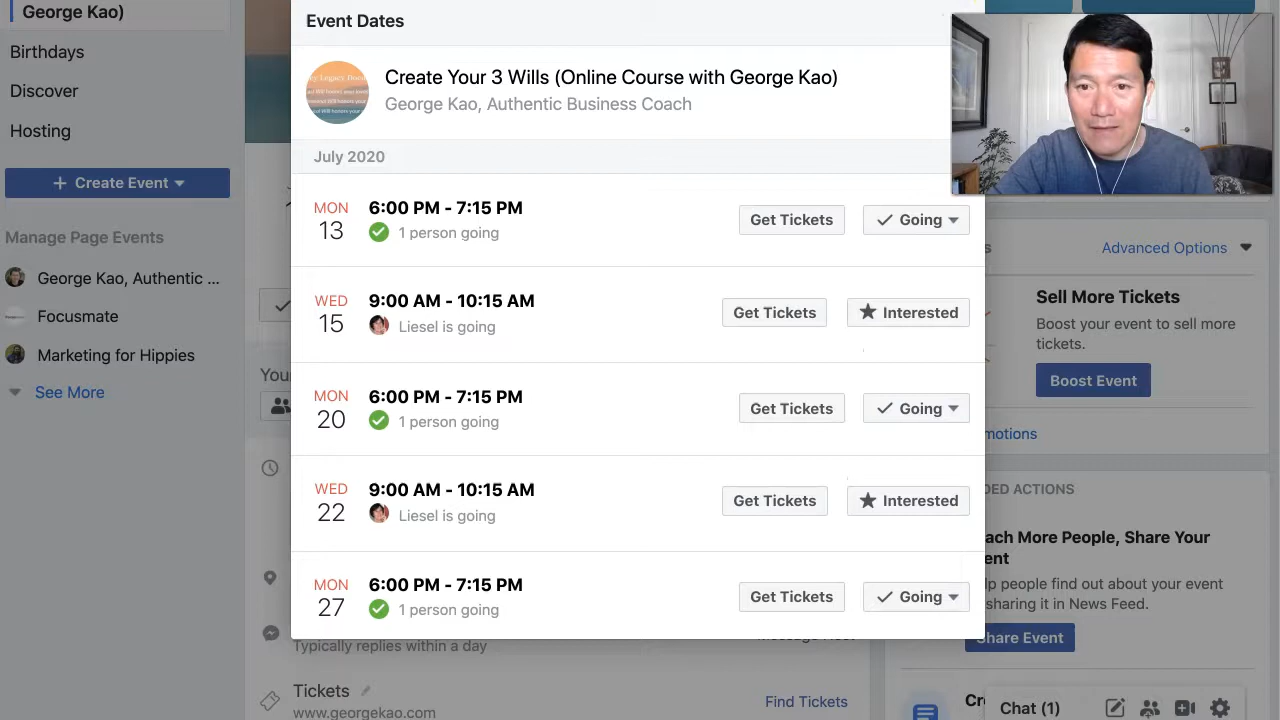 George Kao)
Birthdays
Discover
Hosting
+ Create Event
Manage Page Events
George Kao, Authentic ...
Focusmate
Marketing for Hippies
See More
Event Dates
Create Your 3 Wills (Online Course with George Kao)
George Kao, Authentic Business Coach
July 2020
MON
13
6:00 PM - 7:15 PM
1 person going
Get Tickets
Going
WED
15
9:00 AM - 10:15 AM
Liesel is going
Get Tickets
Interested
MON
20
6:00 PM - 7:15 PM
1 person going
Get Tickets
Going
WED
22
9:00 AM - 10:15 AM
Liesel is going
Get Tickets
Interested
MON
27
6:00 PM - 7:15 PM
1 person going
Get Tickets
Going
You
Typically replies within a day
Tickets
www.georgekao.com
Find Tickets
Advanced Options
Sell More Tickets
Boost your event to sell more
tickets.
Boost Event
motions
DED ACTIONS
ach More People, Share Your
ent
lp people find out about your event
sharing it in News Feed.
Share Event
Cr
Chat (1)